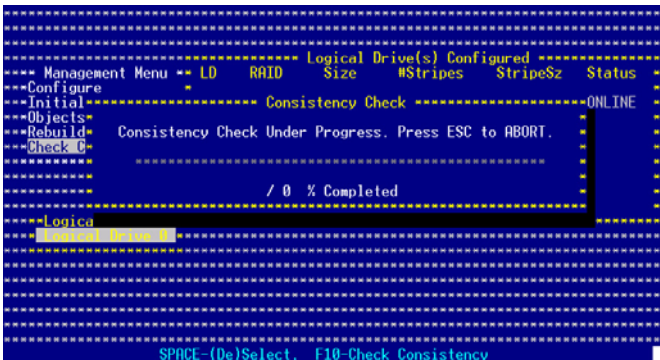 Logical Drive(s) Configured
Management Menu LD RAID Size #Stripes StripeSz Status
Configure
Initial Consistency Check ONLINE
Objects
Rebuild Consistency Check Under Progress. Press ESC to ABORT.
Check C
/ 0 % Completed
Logica
Logical Drive 0
SPACE-(De)Select, F10-Check Consistency